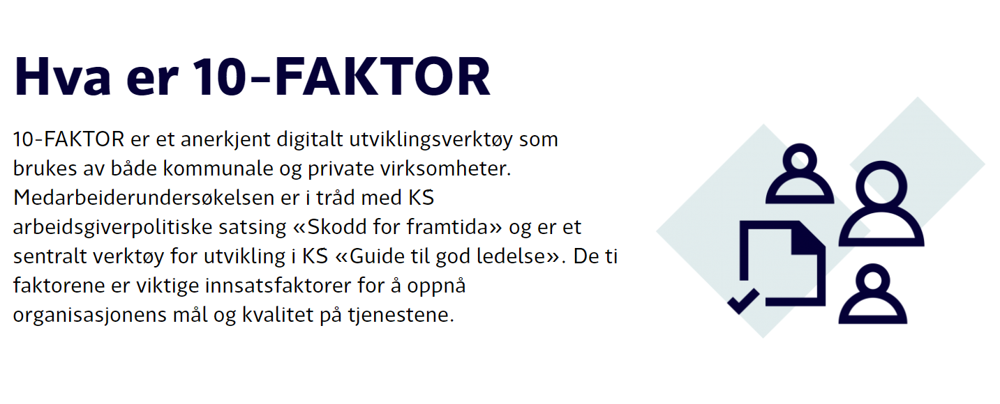 Hva er 10-FAKTOR
10-FAKTOR er et anerkjent digitalt utviklingsverktøy som
brukes av både kommunale og private virksomheter.
Medarbeiderundersøkelsen er i tråd med KS
arbeidsgiverpolitiske satsing «Skodd for framtida» og er et
sentralt verktøy for utvikling i KS «Guide til god ledelse». De ti
faktorene er viktige innsatsfaktorer for å oppnå
organisasjonens mål og kvalitet på tjenestene.